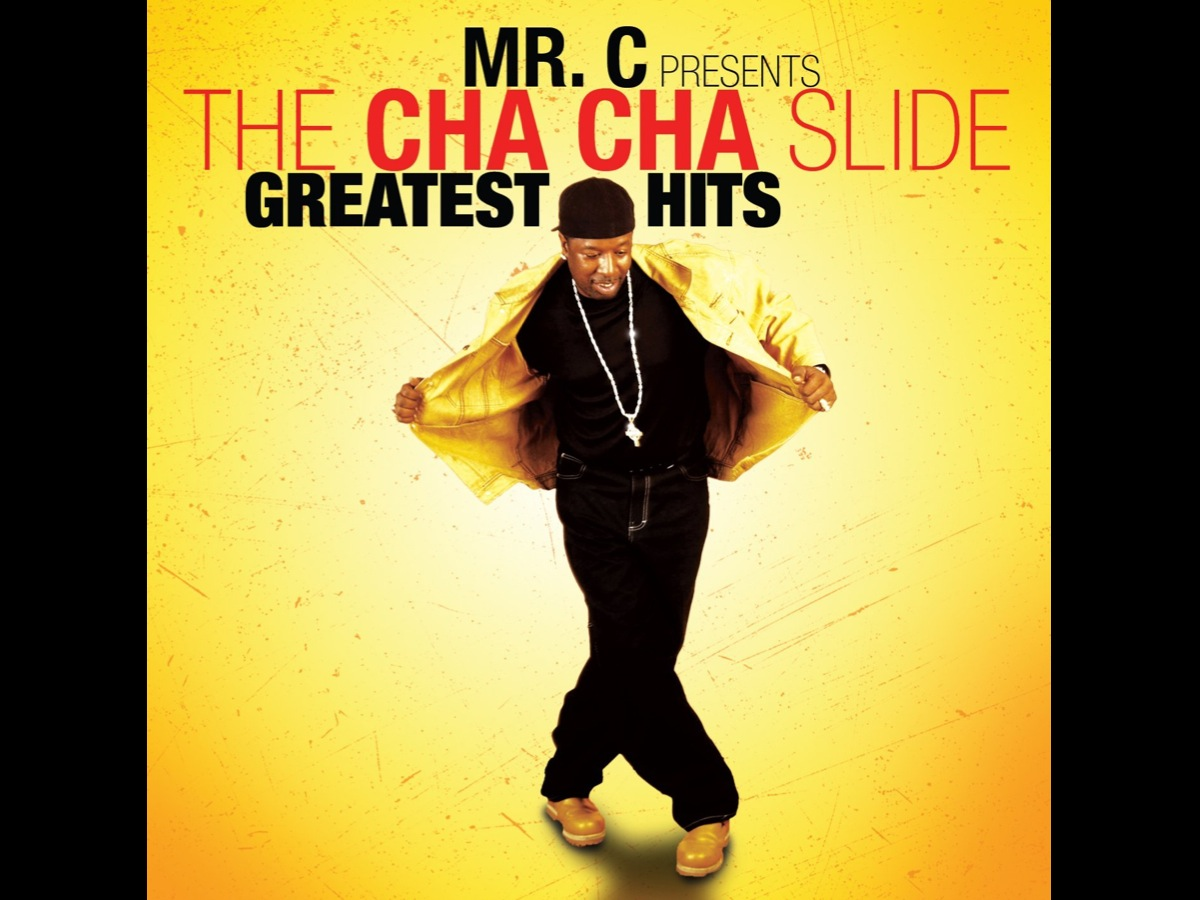 MR. C PRESENTS
THE CHA CHA SLIDE
GREATEST HITS